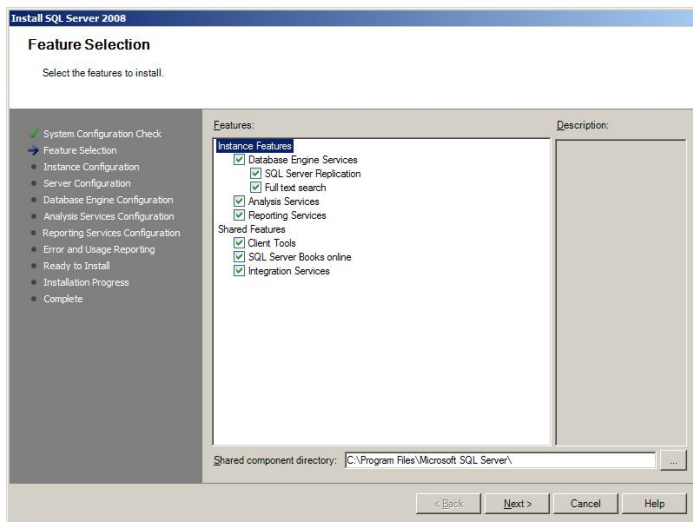 Install SQL Server 2008
Feature Selection
Select the features to install.
System Configuration Check
Feature Selection
Instance Configuration
Server Configuration
Database Engine Configuration
Analysis Services Configuration
Reporting Services Configuration
Error and Usage Reporting
Ready to Install
Installation Progress
Complete
Features:
Instance Features
Database Engine Services
SQL Server Replication
Full text search
Analysis Services
Reporting Services
Shared Features
Client Tools
SQL Server Books online
Integration Services
Description:
Shared component directory: C:\Program Files\Microsoft SQL Server\ ...
< Back Next > Cancel Help